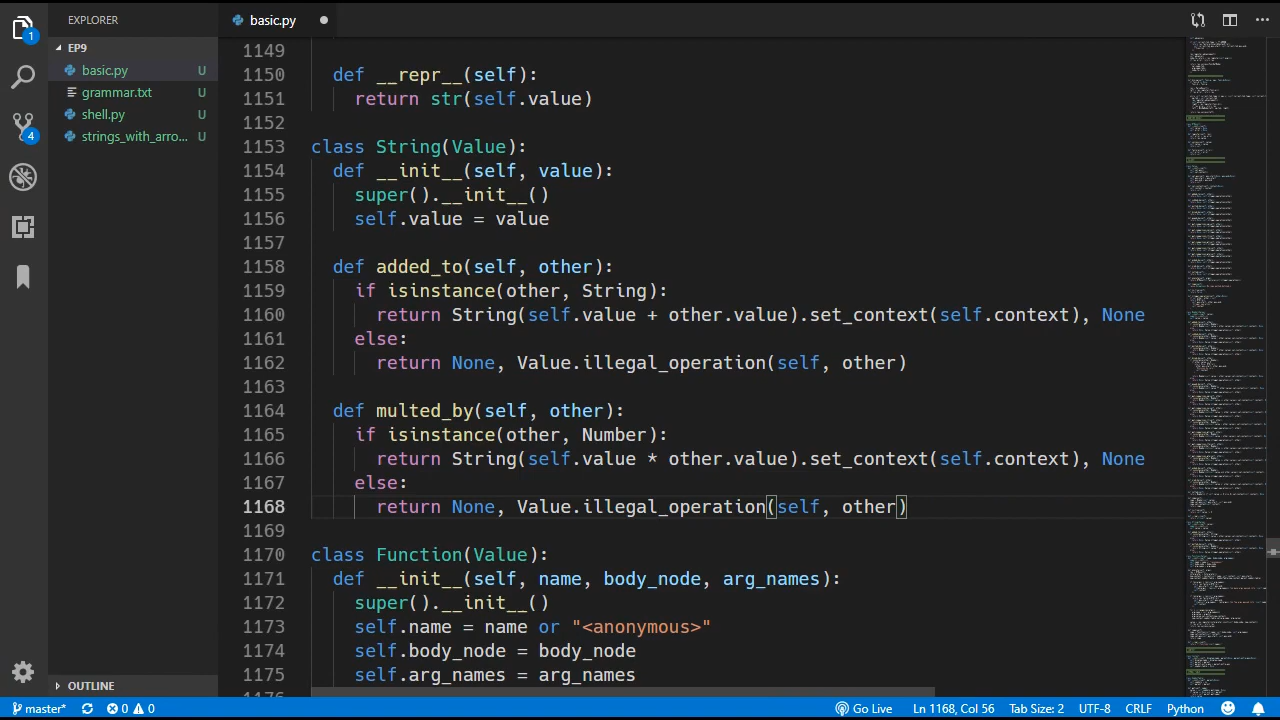 EXPLORER
basic.py
EP9
basic.py U
grammar.txt U
shell.py U
strings_with_arro... U
1
4
1149
1150 def __repr__(self):
1151 return str(self.value)
1152
1153 class String(Value):
1154 def __init__(self, value):
1155 super().__init__()
1156 self.value = value
1157
1158 def added_to(self, other):
1159 if isinstance(other, String):
1160 return String(self.value + other.value).set_context(self.context), None
1161 else:
1162 return None, Value.illegal_operation(self, other)
1163
1164 def multed_by(self, other):
1165 if isinstance(other, Number):
1166 return String(self.value * other.value).set_context(self.context), None
1167 else:
1168 return None, Value.illegal_operation(self, other)
1169
1170 class Function(Value):
1171 def __init__(self, name, body_node, arg_names):
1172 super().__init__()
1173 self.name = name or "<anonymous>"
1174 self.body_node = body_node
1175 self.arg_names = arg_names
1176
OUTLINE
master* 0 0 Go Live Ln 1168, Col 56 Tab Size: 2 UTF-8 CRLF Python